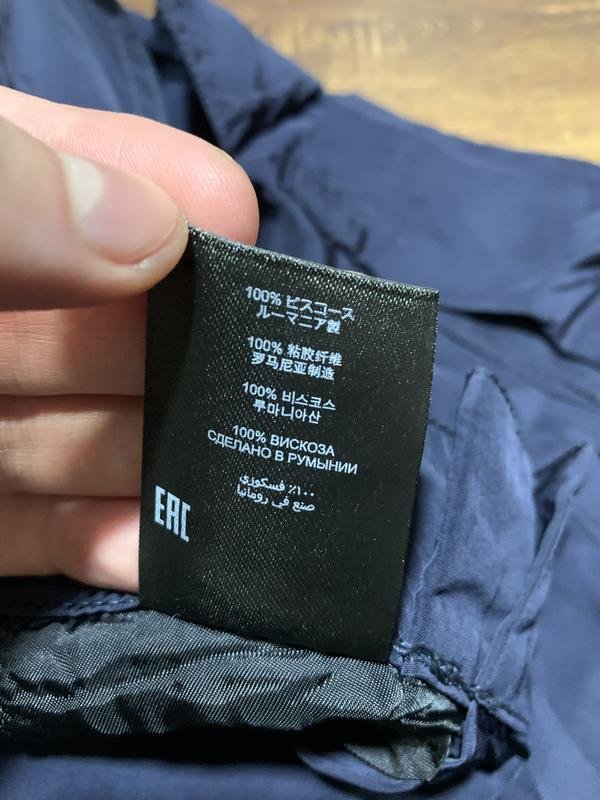 100% ビスコース
ルーマニア製
100% 粘胶纤维
罗马尼亚制造
100% 비스코스
루마니아산
100% ВИСКОЗА
СДЕЛАНО В РУМЫНИИ
١٠٠٪ فسكوزي
صنع في رومانيا
EAC